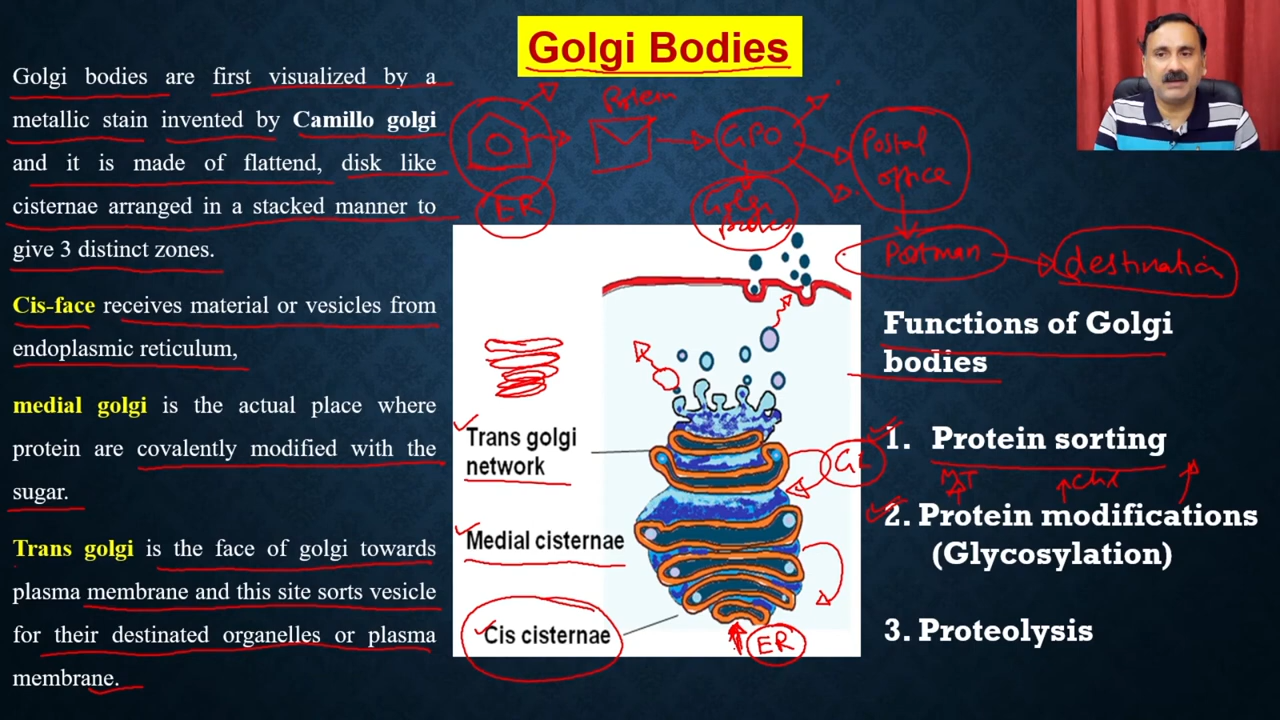 Golgi Bodies
Golgi bodies are first visualized by a
metallic stain invented by Camillo golgi
and it is made of flattend, disk like
cisternae arranged in a stacked manner to
give 3 distinct zones.
Cis-face receives material or vesicles from
endoplasmic reticulum,
medial golgi is the actual place where
protein are covalently modified with the
sugar.
Trans golgi is the face of golgi towards
plasma membrane and this site sorts vesicle
for their destinated organelles or plasma
membrane.
Protein
ER
GPO
Golgi
bodies
Postal
office
Postman
destination
Trans golgi
network
Medial cisternae
Cis cisternae
ER
Functions of Golgi
bodies
1. Protein sorting
MT
2. Protein modifications
(Glycosylation)
3. Proteolysis